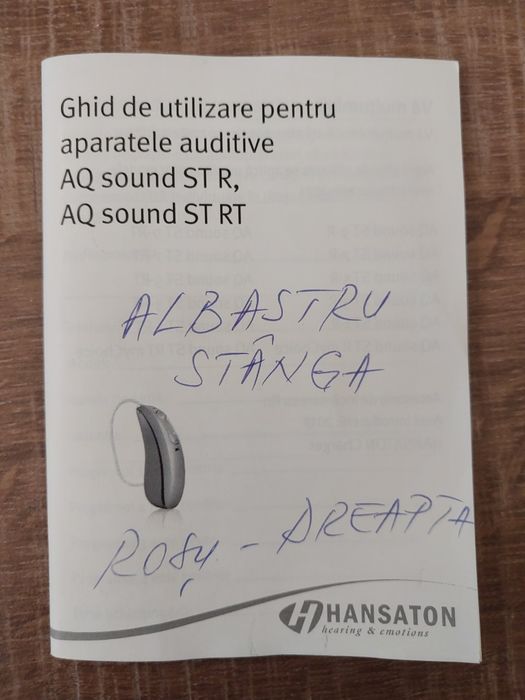 Ghid de utilizare pentru
aparatele auditive
AQ sound ST R,
AQ sound ST RT
ALBASTRU
STÂNGA
ROȘU - DREAPTA
HANSATON
hearing & emotions